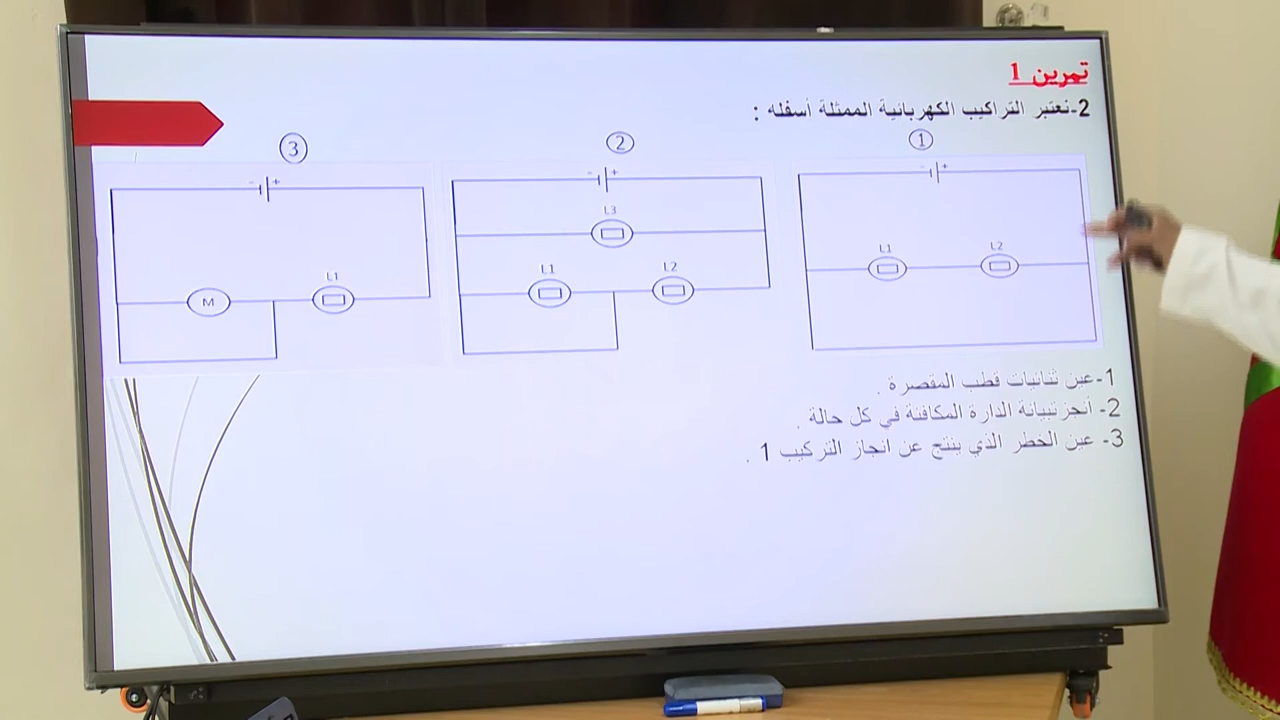 تمرين 1
2-نعتبر التراكيب الكهربائية الممثلة أسفله :
① ② ③
- +
L1 L2
- +
L3
L1 L2
- +
M L1
1-عين ثنائيات قطب المقصرة .
2- أنجز تبيانة الدارة المكافئة في كل حالة .
3- عين الخطر الذي ينتج عن انجاز التركيب 1 .